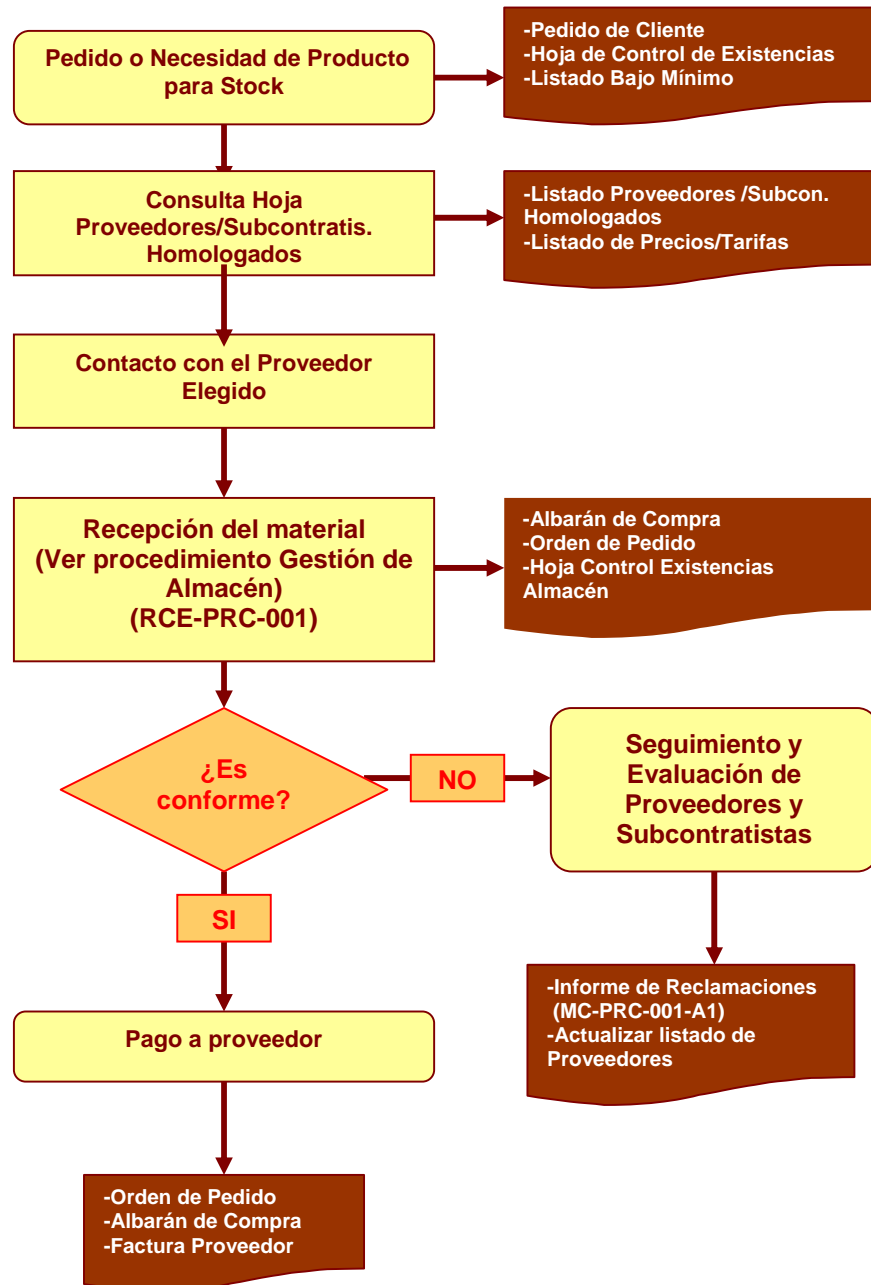 Pedido o Necesidad de Producto
para Stock
-Pedido de Cliente
-Hoja de Control de Existencias
-Listado Bajo Mínimo
Consulta Hoja
Proveedores/Subcontratis.
Homologados
-Listado Proveedores /Subcon.
Homologados
-Listado de Precios/Tarifas
Contacto con el Proveedor
Elegido
Recepción del material
(Ver procedimiento Gestión de
Almacén)
(RCE-PRC-001)
-Albarán de Compra
-Orden de Pedido
-Hoja Control Existencias
Almacén
¿Es
conforme?
NO
Seguimiento y
Evaluación de
Proveedores y
Subcontratistas
SI
-Informe de Reclamaciones
(MC-PRC-001-A1)
-Actualizar listado de
Proveedores
Pago a proveedor
-Orden de Pedido
-Albarán de Compra
-Factura Proveedor